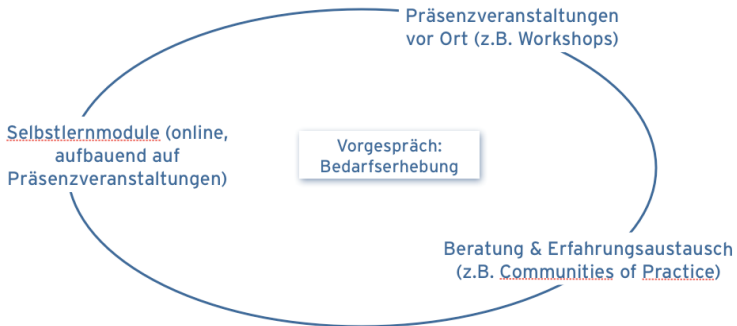 Präsenzveranstaltungen
vor Ort (z.B. Workshops)
Selbstlernmodule (online,
aufbauend auf
Präsenzveranstaltungen)
Vorgespräch:
Bedarfserhebung
Beratung & Erfahrungsaustausch
(z.B. Communities of Practice)